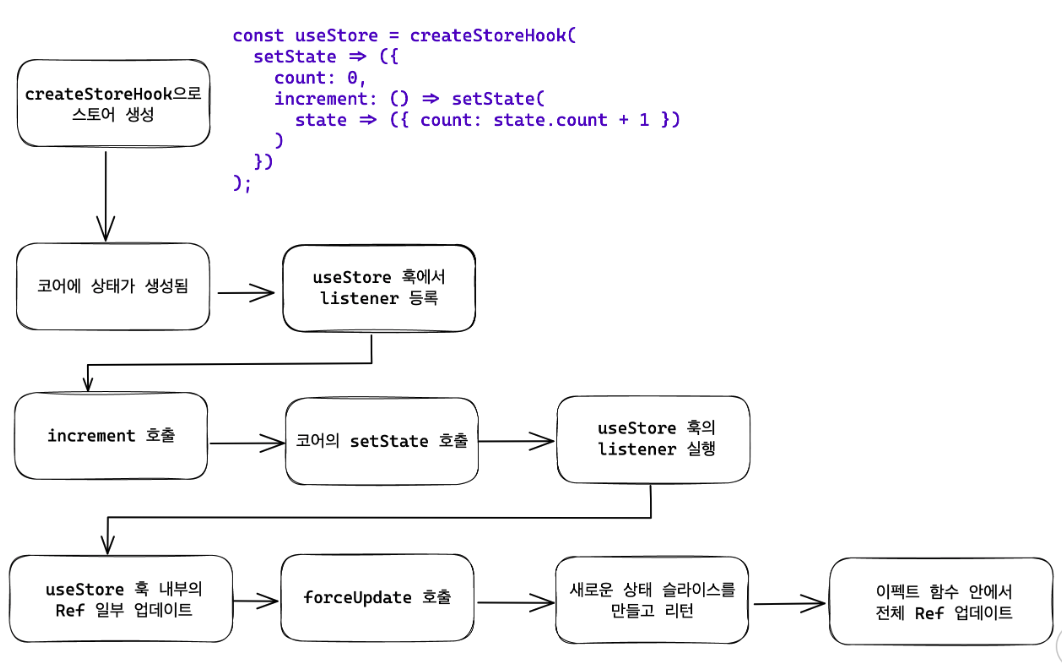 const useStore = createStoreHook(
setState => ({
count: 0,
increment: () => setState(
state => ({ count: state.count + 1 })
)
})
);
createStoreHook으로
스토어 생성
코어에 상태가 생성됨
useStore 훅에서
listener 등록
increment 호출
코어의 setState 호출
useStore 훅의
listener 실행
useStore 훅 내부의
Ref 일부 업데이트
forceUpdate 호출
새로운 상태 슬라이스를
만들고 리턴
이펙트 함수 안에서
전체 Ref 업데이트